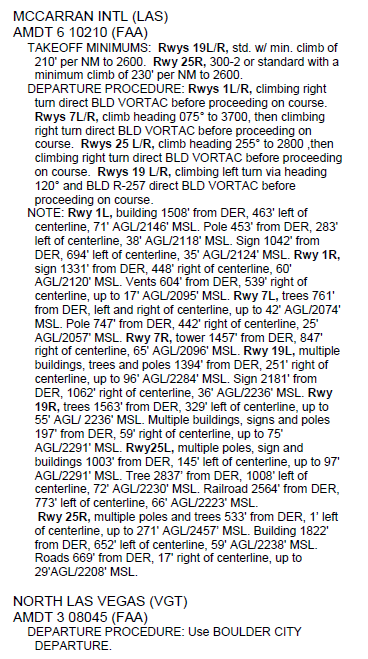 MCCARRAN INTL (LAS)
AMDT 6 10210 (FAA)
TAKEOFF MINIMUMS: Rwys 19L/R, std. w/ min. climb of
210' per NM to 2600. Rwy 25R, 300-2 or standard with a
minimum climb of 230' per NM to 2600.
DEPARTURE PROCEDURE: Rwys 1L/R, climbing right
turn direct BLD VORTAC before proceeding on course.
Rwys 7L/R, climb heading 075° to 3700, then climbing
right turn direct BLD VORTAC before proceeding on
course. Rwys 25 L/R, climb heading 255° to 2800 ,then
climbing right turn direct BLD VORTAC before proceeding
on course. Rwys 19 L/R, climbing left turn via heading
120° and BLD R-257 direct BLD VORTAC before
proceeding on course.
NOTE: Rwy 1L, building 1508' from DER, 463' left of
centerline, 71' AGL/2146' MSL. Pole 453' from DER, 283'
left of centerline, 38' AGL/2118' MSL. Sign 1042' from
DER, 694' left of centerline, 35' AGL/2124' MSL. Rwy 1R,
sign 1331' from DER, 448' right of centerline, 60'
AGL/2120' MSL. Vents 604' from DER, 539' right of
centerline, up to 17' AGL/2095' MSL. Rwy 7L, trees 761'
from DER, left and right of centerline, up to 42' AGL/2074'
MSL. Pole 747' from DER, 442' right of centerline, 25'
AGL/2057' MSL. Rwy 7R, tower 1457' from DER, 847'
right of centerline, 65' AGL/2096' MSL. Rwy 19L, multiple
buildings, trees and poles 1394' from DER, 251' right of
centerline, up to 96' AGL/2284' MSL. Sign 2181' from
DER, 1062' right of centerline, 36' AGL/2236' MSL. Rwy
19R, trees 1563' from DER, 329' left of centerline, up to
55' AGL/ 2236' MSL. Multiple buildings, signs and poles
197' from DER, 59' right of centerline, up to 75'
AGL/2291' MSL. Rwy25L, multiple poles, sign and
buildings 1003' from DER, 145' left of centerline, up to 97'
AGL/2291' MSL. Tree 2837' from DER, 1008' left of
centerline, 72' AGL/2230' MSL. Railroad 2564' from DER,
773' left of centerline, 66' AGL/2223' MSL.
Rwy 25R, multiple poles and trees 533' from DER, 1' left
of centerline, up to 271' AGL/2457' MSL. Building 1822'
from DER, 652' left of centerline, 59' AGL/2238' MSL.
Roads 669' from DER, 17' right of centerline, up to
29'AGL/2208' MSL.
NORTH LAS VEGAS (VGT)
AMDT 3 08045 (FAA)
DEPARTURE PROCEDURE: Use BOULDER CITY
DEPARTURE.